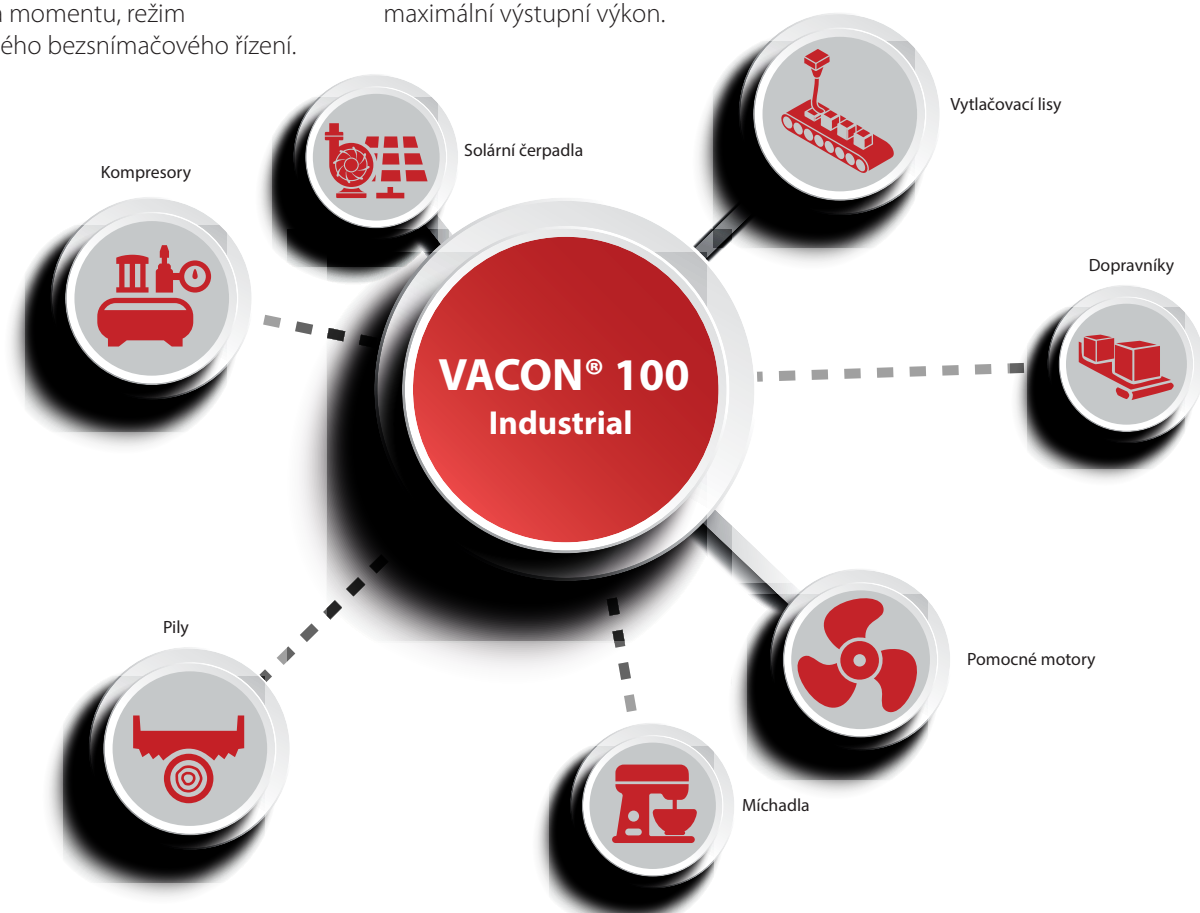 momentu, režim
bezsnímačového řízení.
maximální výstupní výkon.
Vytlačovací lisy
Solární čerpadla
Kompresory
Dopravníky
VACON® 100
Industrial
Pily
Pomocné motory
Míchadla